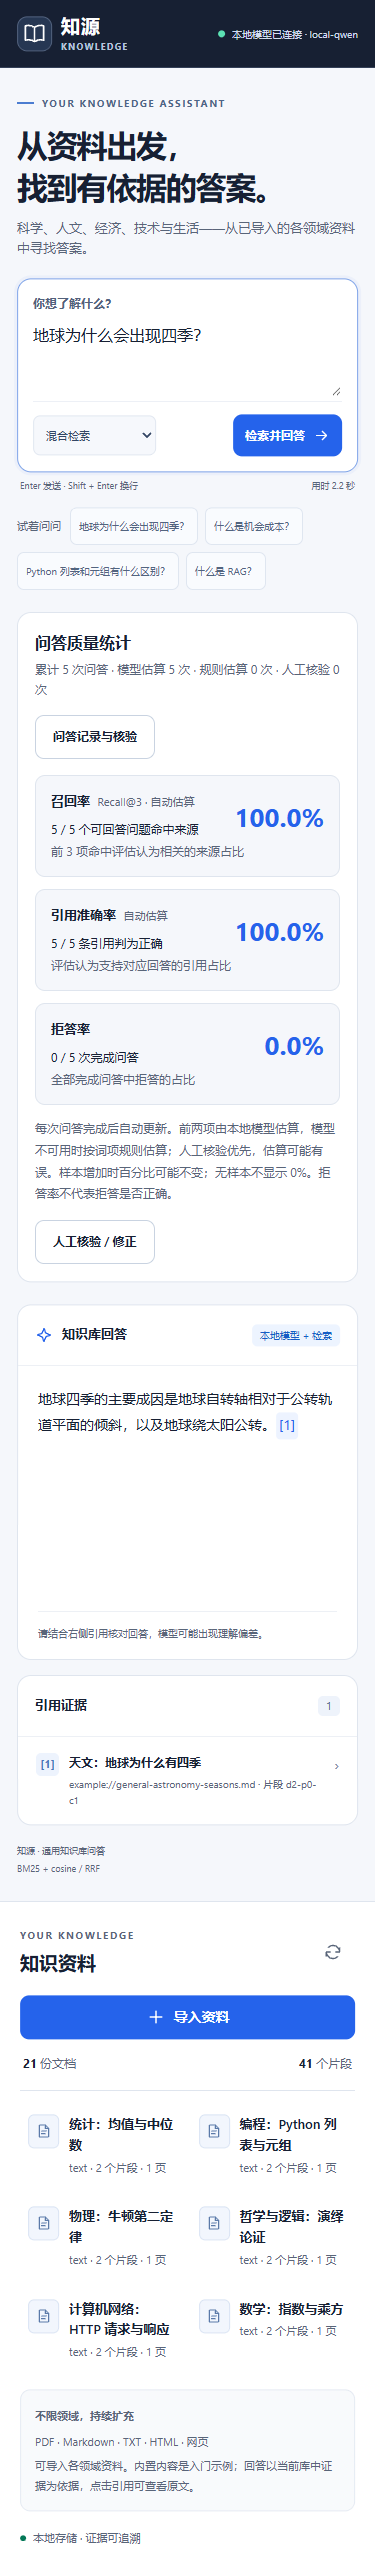 知源
KNOWLEDGE
本地模型已连接 · local-qwen
YOUR KNOWLEDGE ASSISTANT
从资料出发，
找到有依据的答案。
科学、人文、经济、技术与生活——从已导入的各领域资料
中寻找答案。
你想了解什么？
地球为什么会出现四季？
混合检索
检索并回答
Enter 发送 · Shift + Enter 换行
用时 2.2 秒
试着问问
地球为什么会出现四季？
什么是机会成本？
Python 列表和元组有什么区别？
什么是 RAG？
问答质量统计
累计 5 次问答 · 模型估算 5 次 · 规则估算 0 次 · 人工核验 0
次
问答记录与核验
召回率 Recall@3 · 自动估算
5 / 5 个可回答问题命中来源
前 3 项命中评估认为相关的来源占比
100.0%
引用准确率 自动估算
5 / 5 条引用判为正确
评估认为支持对应回答的引用占比
100.0%
拒答率
0 / 5 次完成问答
全部完成问答中拒答的占比
0.0%
每次问答完成后自动更新。前两项由本地模型估算，模型
不可用时按词项规则估算；人工核验优先，估算可能有
误。样本增加时百分比可能不变；无样本不显示 0%。拒
答率不代表拒答是否正确。
人工核验 / 修正
知识库回答
本地模型 + 检索
地球四季的主要成因是地球自转轴相对于公转轨
道平面的倾斜，以及地球绕太阳公转。[1]
请结合右侧引用核对回答，模型可能出现理解偏差。
引用证据
1
[1]
天文：地球为什么有四季
example://general-astronomy-seasons.md · 片段 d2-p0-
c1
知源 · 通用知识库问答
BM25 + cosine / RRF
YOUR KNOWLEDGE
知识资料
导入资料
21 份文档
41 个片段
统计：均值与中位
数
text · 2 个片段 · 1 页
编程：Python 列
表与元组
text · 2 个片段 · 1 页
物理：牛顿第二定
律
text · 2 个片段 · 1 页
哲学与逻辑：演绎
论证
text · 2 个片段 · 1 页
计算机网络：
HTTP 请求与响应
text · 2 个片段 · 1 页
数学：指数与乘方
text · 2 个片段 · 1 页
不限领域，持续扩充
PDF · Markdown · TXT · HTML · 网页
可导入各领域资料。内置内容是入门示例；回答以当前库中证
据为依据，点击引用可查看原文。
本地存储 · 证据可追溯